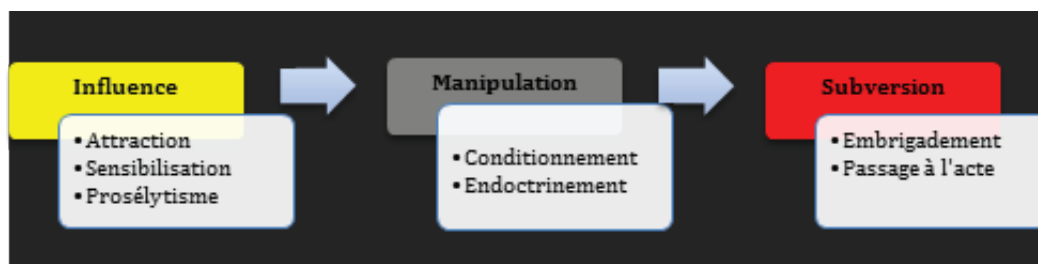 Influence
• Attraction
• Sensibilisation
• Prosélytisme
Manipulation
• Conditionnement
• Endoctrinement
Subversion
• Embrigadement
• Passage à l'acte